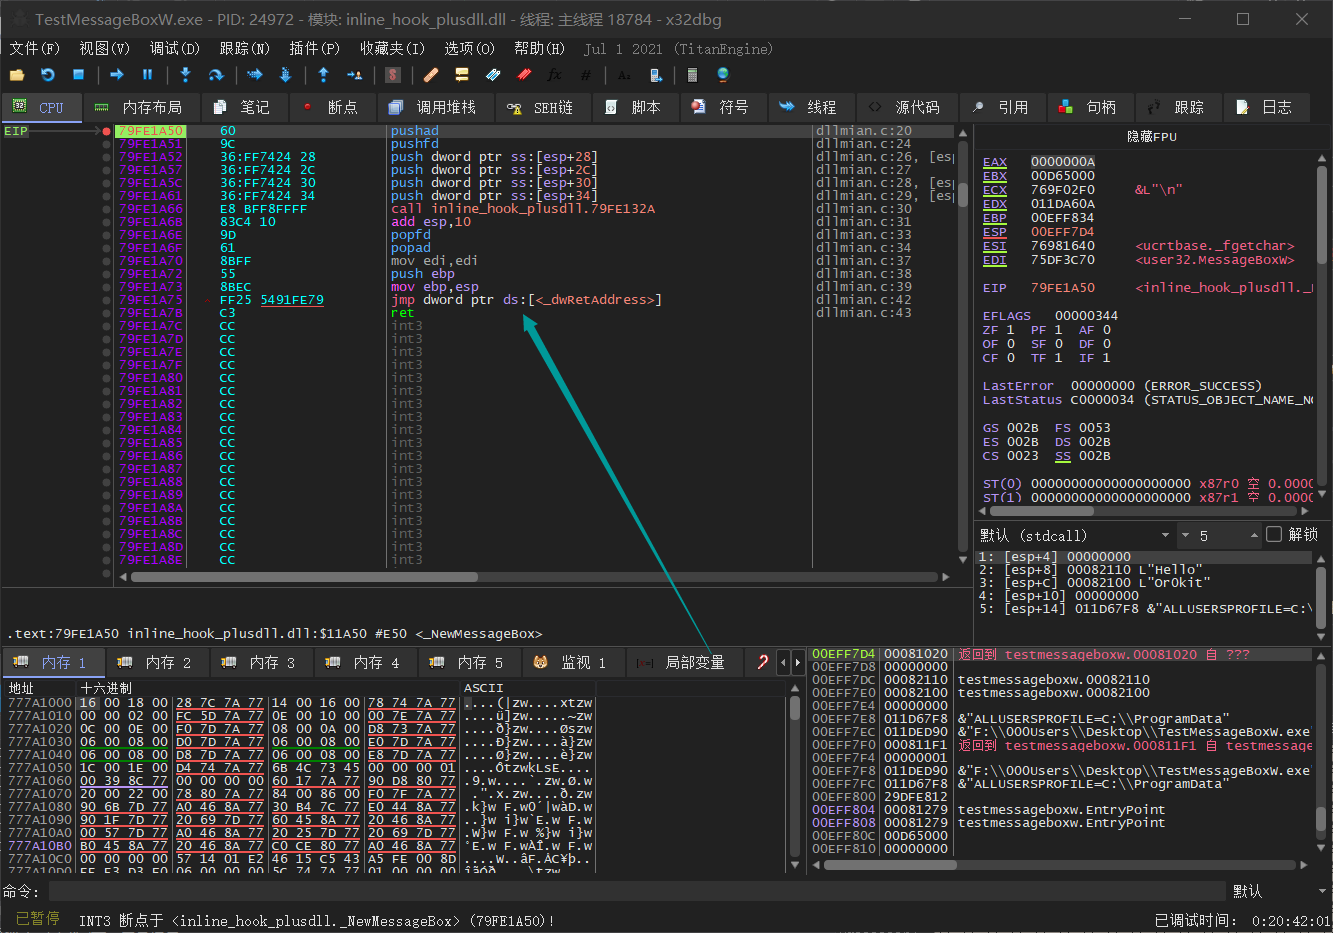 TestMessageBoxW.exe - PID: 24972 - 模块: inline_hook_plusdll.dll - 线程: 主线程 18784 - x32dbg
文件(F) 视图(V) 调试(D) 跟踪(N) 插件(P) 收藏夹(I) 选项(O) 帮助(H) Jul 1 2021 (TitanEngine)
CPU 内存布局 笔记 断点 调用堆栈 SEH链 脚本 符号 线程 源代码 引用 句柄 跟踪 日志
EIP 79FE1A50 60 pushad dllmian.c:20
79FE1A51 9C pushfd dllmian.c:24
79FE1A52 36:FF7424 28 push dword ptr ss:[esp+28] dllmian.c:26, [esp
79FE1A57 36:FF7424 2C push dword ptr ss:[esp+2C] dllmian.c:27
79FE1A5C 36:FF7424 30 push dword ptr ss:[esp+30] dllmian.c:28, [esp
79FE1A61 36:FF7424 34 push dword ptr ss:[esp+34] dllmian.c:29, [esp
79FE1A66 E8 BFF8FFFF call inline_hook_plusdll.79FE132A dllmian.c:30
79FE1A6B 83C4 10 add esp,10 dllmian.c:31
79FE1A6E 9D popfd dllmian.c:33
79FE1A6F 61 popad dllmian.c:34
79FE1A70 8BFF mov edi,edi dllmian.c:37
79FE1A72 55 push ebp dllmian.c:38
79FE1A73 8BEC mov ebp,esp dllmian.c:39
79FE1A75 FF25 5491FE79 jmp dword ptr ds:[<_dwRetAddress>] dllmian.c:42
79FE1A7B C3 ret dllmian.c:43
79FE1A7C CC int3
79FE1A7D CC int3
79FE1A7E CC int3
79FE1A7F CC int3
79FE1A80 CC int3
79FE1A81 CC int3
79FE1A82 CC int3
79FE1A83 CC int3
79FE1A84 CC int3
79FE1A85 CC int3
79FE1A86 CC int3
79FE1A87 CC int3
79FE1A88 CC int3
79FE1A89 CC int3
79FE1A8A CC int3
79FE1A8B CC int3
79FE1A8C CC int3
79FE1A8D CC int3
79FE1A8E CC int3
.text:79FE1A50 inline_hook_plusdll.dll:$11A50 #E50 <_NewMessageBox>
隐藏FPU
EAX 0000000A
EBX 00D65000
ECX 769F02F0 &L"\n"
EDX 011DA60A
EBP 00EFF834
ESP 00EFF7D4
ESI 76981640 <ucrtbase._fgetchar>
EDI 75DF3C70 <user32.MessageBoxW>
EIP 79FE1A50 <inline_hook_plusdll._
EFLAGS 00000344
ZF 1 PF 1 AF 0
OF 0 SF 0 DF 0
CF 0 TF 1 IF 1
LastError 00000000 (ERROR_SUCCESS)
LastStatus C0000034 (STATUS_OBJECT_NAME_NO
GS 002B FS 0053
ES 002B DS 002B
CS 0023 SS 002B
ST(0) 00000000000000000000 x87r0 空 0.0000
ST(1) 00000000000000000000 x87r1 空 0.0000
默认 (stdcall) 5 解锁
1: [esp+4] 00000000
2: [esp+8] 00082110 L"Hello"
3: [esp+C] 00082100 L"Or0kit"
4: [esp+10] 00000000
5: [esp+14] 011D67F8 &"ALLUSERSPROFILE=C:\
内存 1 内存 2 内存 3 内存 4 内存 5 监视 1 局部变量
地址 十六进制 ASCII
777A1000 16 00 18 00 28 7C 7A 77 14 00 16 00 78 74 7A 77 ....(|zw....xtzw
777A1010 00 00 02 00 FC 5D 7A 77 0E 00 10 00 00 7E 7A 77 ....ü]zw.....~zw
777A1020 0C 00 0E 00 F0 7D 7A 77 08 00 0A 00 D8 73 7A 77 ....ð}zw....Øszw
777A1030 06 00 08 00 D0 7D 7A 77 06 00 08 00 E0 7D 7A 77 ....Ð}zw....à}zw
777A1040 06 00 08 00 D8 7D 7A 77 06 00 08 00 E8 7D 7A 77 ....Ø}zw....è}zw
777A1050 1C 00 1E 00 D4 74 7A 77 6B 4C 73 45 00 00 00 01 ....ÔtzwkLsE....
777A1060 00 39 8C 77 00 00 00 00 60 17 7A 77 90 D8 80 77 .9.w....`.zw.Ø.w
777A1070 20 00 22 00 78 80 7A 77 84 00 86 00 F0 7F 7A 77 .".x.zw....ð.zw
777A1080 90 6B 7D 77 A0 46 8A 77 30 B4 7C 77 E0 44 8A 77 .k}w F.w0´|wàD.w
777A1090 90 1F 7D 77 20 69 7D 77 60 45 8A 77 20 46 8A 77 ..}w i}w`E.w F.w
777A10A0 00 57 7D 77 A0 46 8A 77 20 25 7D 77 20 69 7D 77 .W}w F.w %}w i}w
777A10B0 B0 45 8A 77 20 46 8A 77 C0 CE 80 77 A0 46 8A 77 °E.w F.wÀÎ.w F.w
777A10C0 00 00 00 00 57 14 01 E2 46 15 C5 43 A5 FE 00 8D ....W..âF.ÅC¥þ..
00EFF7D4 00081020 返回到 testmessageboxw.00081020 自 ???
00EFF7D8 00000000
00EFF7DC 00082110 testmessageboxw.00082110
00EFF7E0 00082100 testmessageboxw.00082100
00EFF7E4 00000000
00EFF7E8 011D67F8 &"ALLUSERSPROFILE=C:\\ProgramData"
00EFF7EC 011DED90 &"F:\\OOOUsers\\Desktop\\TestMessageBoxW.exe"
00EFF7F0 000811F1 返回到 testmessageboxw.000811F1 自 testmessage
00EFF7F4 00000001
00EFF7F8 011DED90 &"F:\\OOOUsers\\Desktop\\TestMessageBoxW.exe"
00EFF7FC 011D67F8 &"ALLUSERSPROFILE=C:\\ProgramData"
00EFF800 29DFE812
00EFF804 00081279 testmessageboxw.EntryPoint
00EFF808 00081279 testmessageboxw.EntryPoint
00EFF80C 00D65000
00EFF810 00000000
命令: 默认
已暂停 INT3 断点于 <inline_hook_plusdll._NewMessageBox> (79FE1A50)! 已调试时间: 0:20:42:01